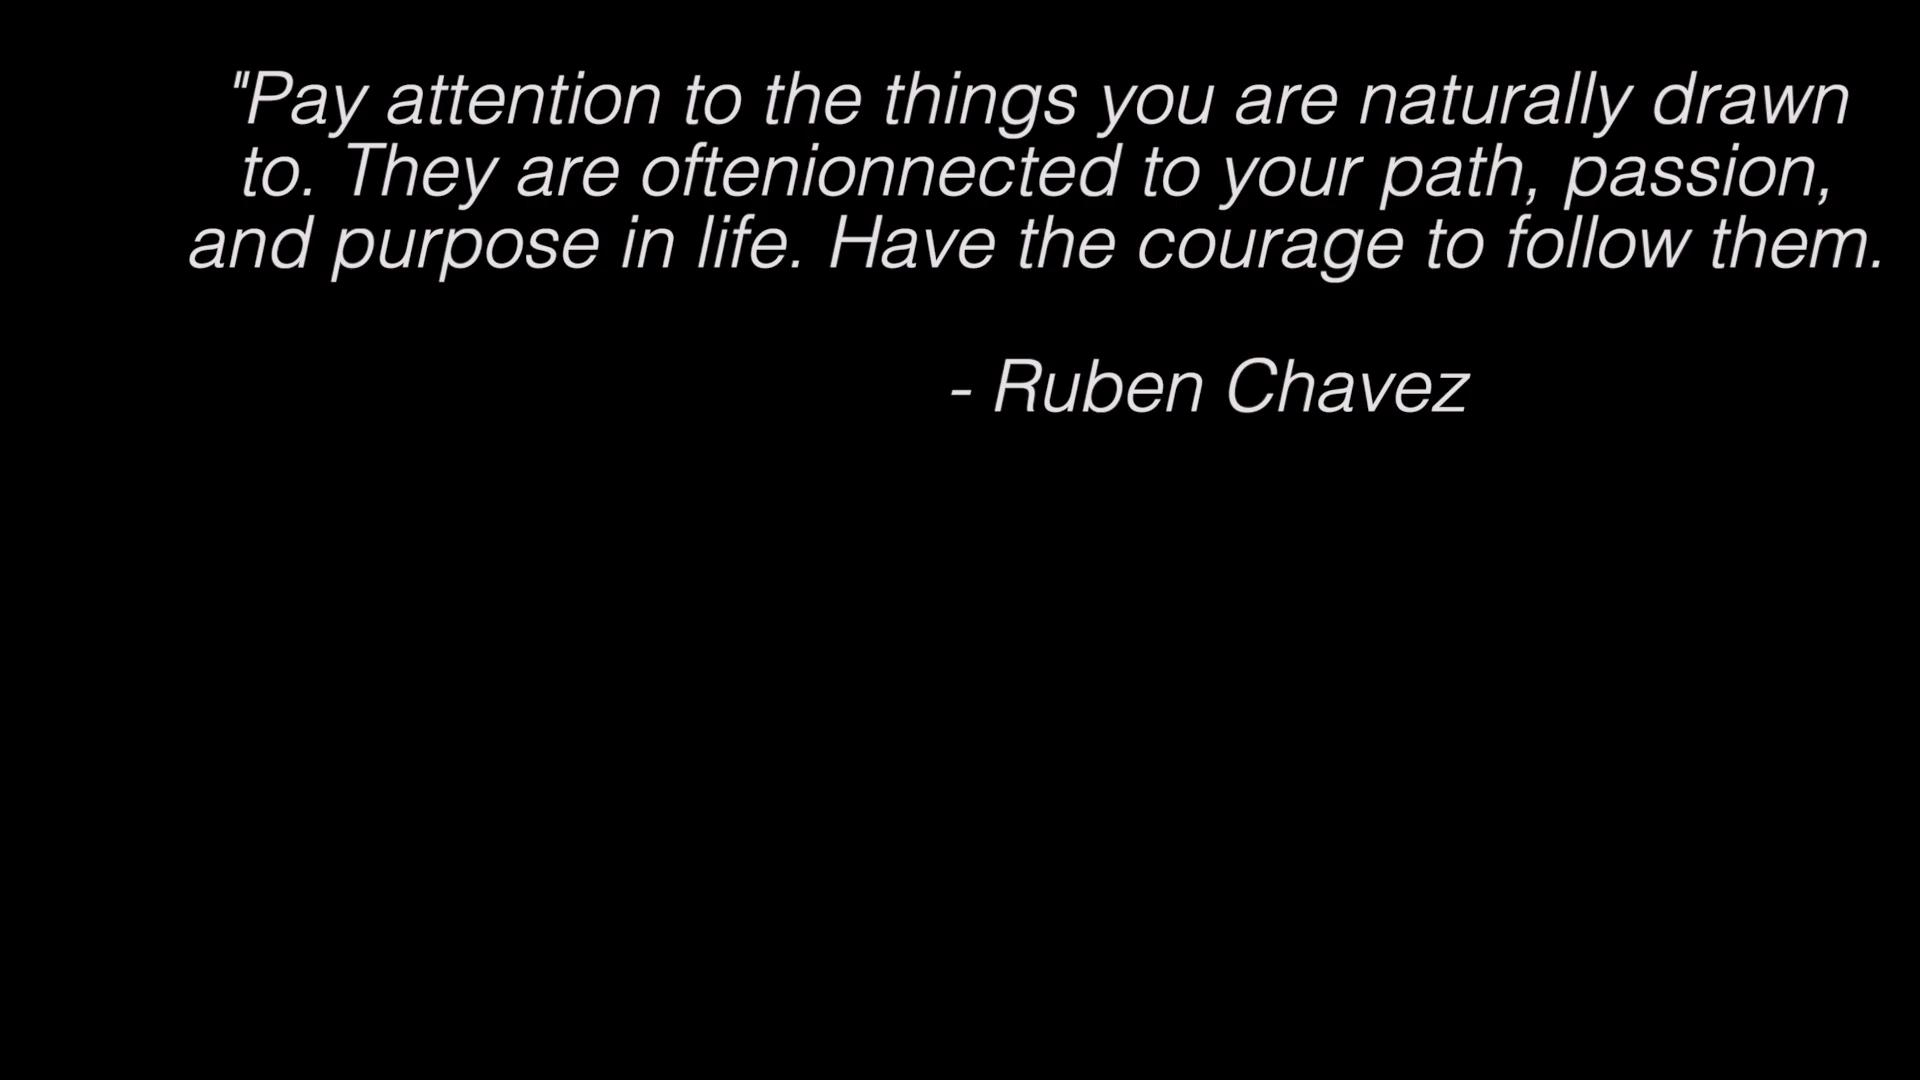 "Pay attention to the things you are naturally drawn
to. They are oftenionnected to your path, passion,
and purpose in life. Have the courage to follow them.
- Ruben Chavez